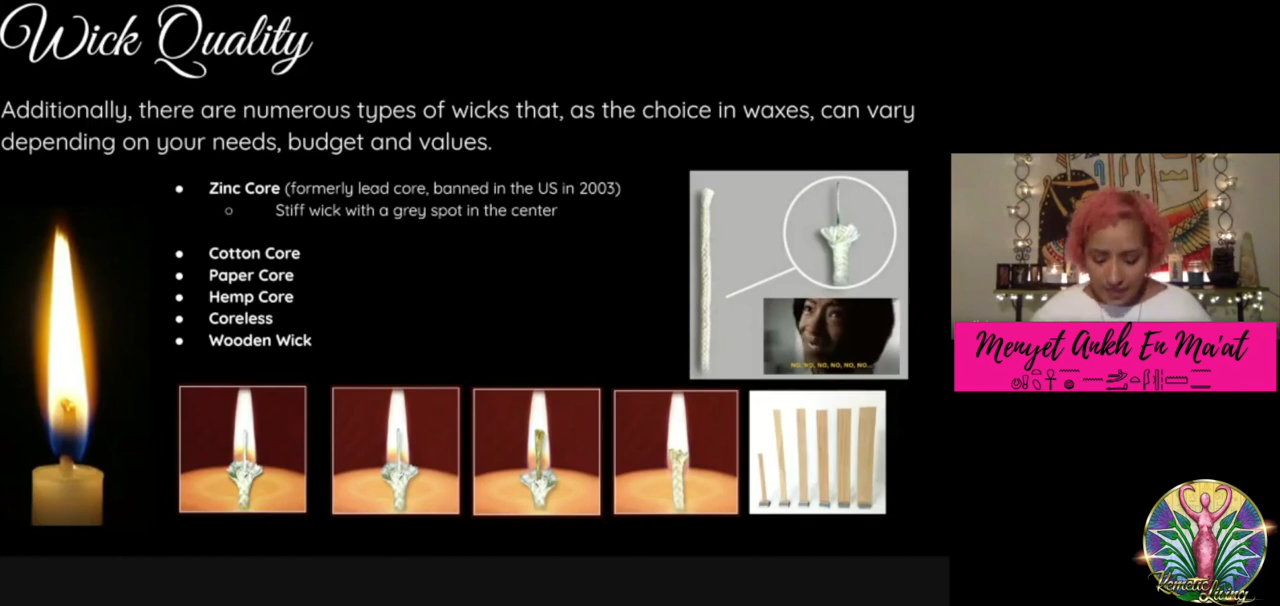 Wick Quality
Additionally, there are numerous types of wicks that, as the choice in waxes, can vary
depending on your needs, budget and values.
Zinc Core (formerly lead core, banned in the US in 2003)
Stiff wick with a grey spot in the center
Cotton Core
Paper Core
Hemp Core
Coreless
Wooden Wick
NO, NO, NO, NO, NO, NO...
Menyet Ankh En Ma'at
Kemetic Living